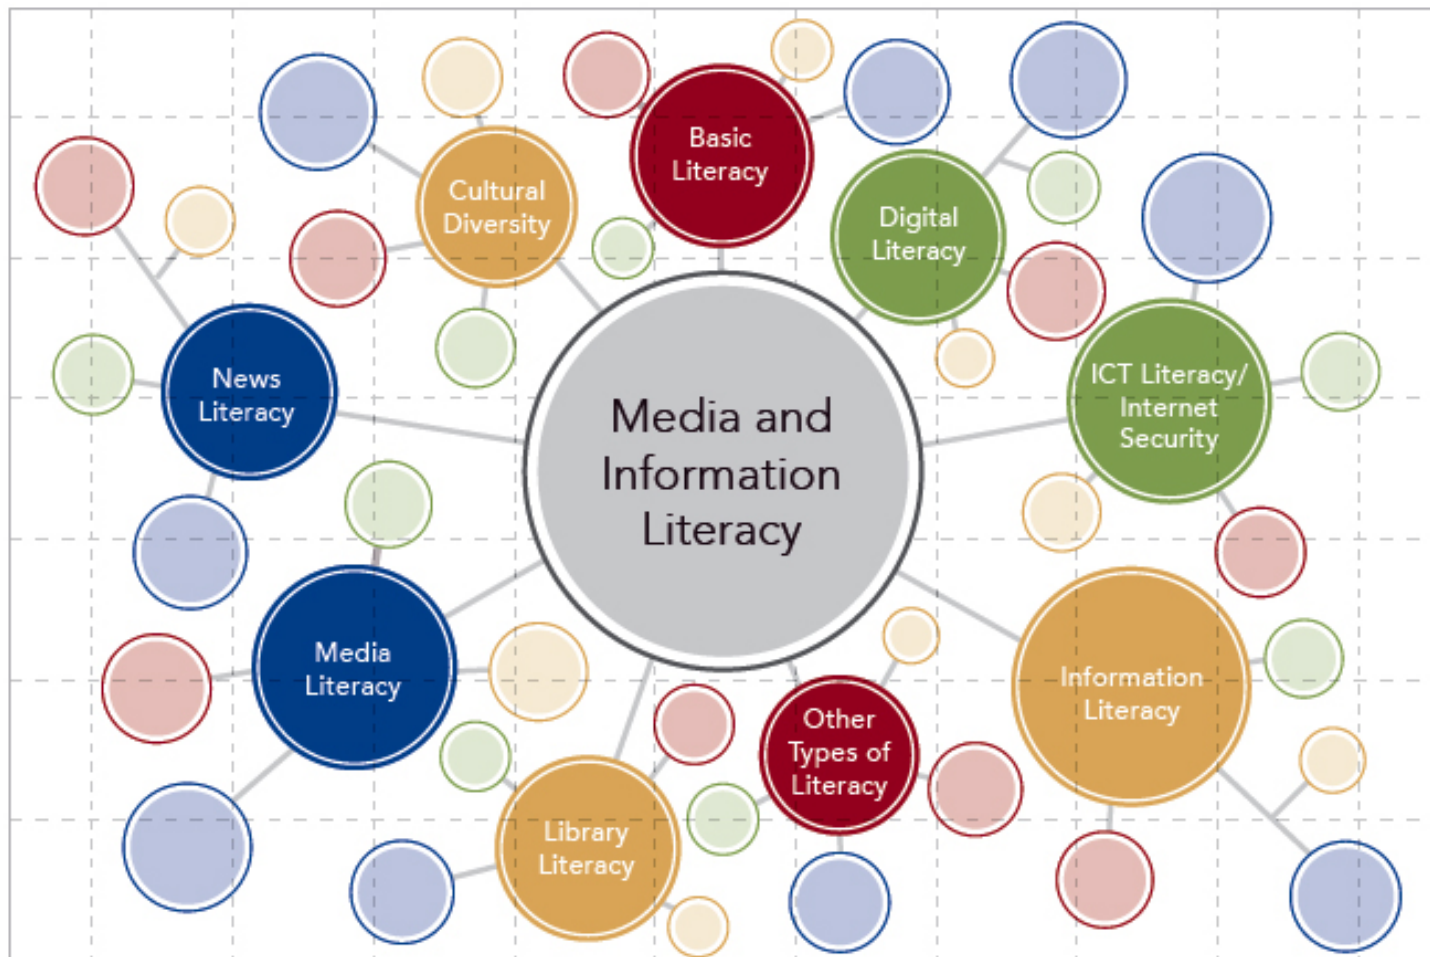 Basic
Literacy
Cultural
Diversity
Digital
Literacy
News
Literacy
ICT Literacy/
Internet
Security
Media and
Information
Literacy
Media
Literacy
Information
Literacy
Other
Types of
Literacy
Library
Literacy